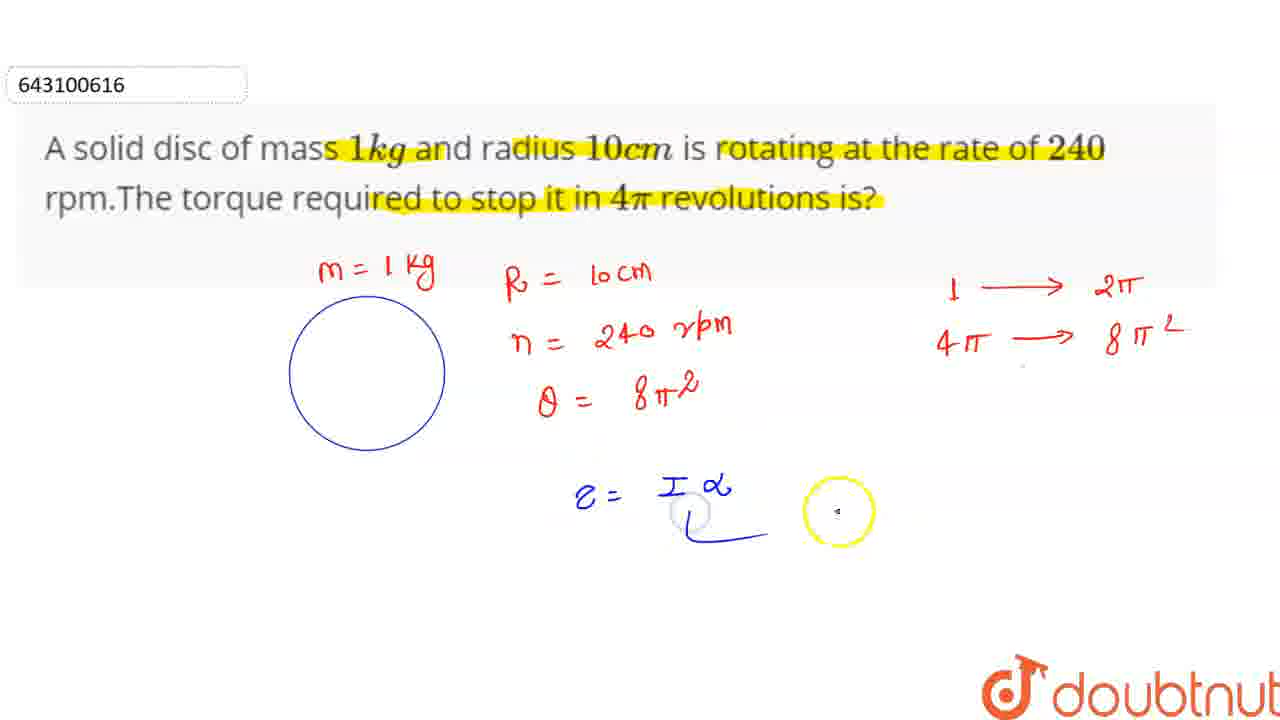 643100616
A solid disc of mass 1kg and radius 10cm is rotating at the rate of 240
rpm.The torque required to stop it in 4π revolutions is?
m = 1 kg
R = 10 cm
n = 240 rpm
θ = 8π²
1 → 2π
4π → 8π²
τ = I α
doubtnut